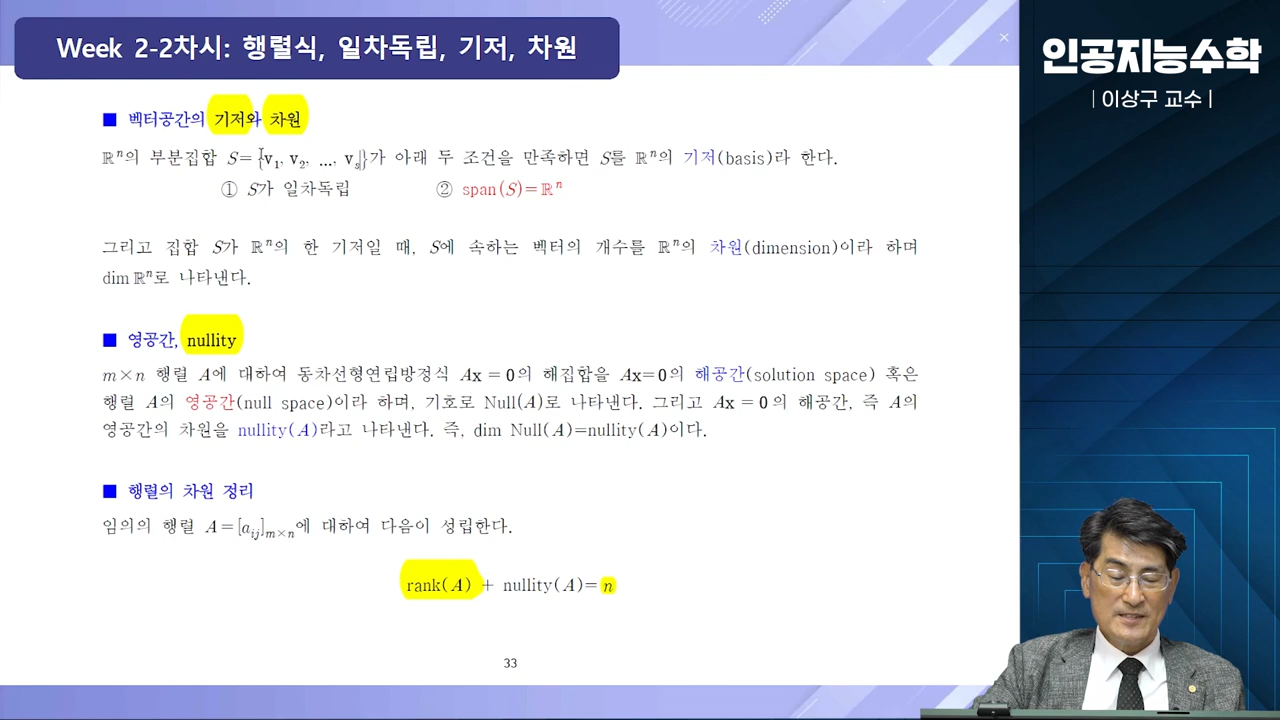 Week 2-2차시: 행렬식, 일차독립, 기저, 차원
인공지능수학
| 이상구 교수 |
■ 벡터공간의 기저와 차원
ℝⁿ의 부분집합 S={v₁, v₂, …, vₛ}가 아래 두 조건을 만족하면 S를 ℝⁿ의 기저(basis)라 한다.
① S가 일차독립 ② span(S)=ℝⁿ
그리고 집합 S가 ℝⁿ의 한 기저일 때, S에 속하는 벡터의 개수를 ℝⁿ의 차원(dimension)이라 하며
dim ℝⁿ로 나타낸다.
■ 영공간, nullity
m×n 행렬 A에 대하여 동차선형연립방정식 Ax = 0의 해집합을 Ax=0의 해공간(solution space) 혹은
행렬 A의 영공간(null space)이라 하며, 기호로 Null(A)로 나타낸다. 그리고 Ax = 0의 해공간, 즉 A의
영공간의 차원을 nullity(A)라고 나타낸다. 즉, dim Null(A)=nullity(A)이다.
■ 행렬의 차원 정리
임의의 행렬 A=[a_{ij}]_{m×n}에 대하여 다음이 성립한다.
rank(A) + nullity(A)= n
33